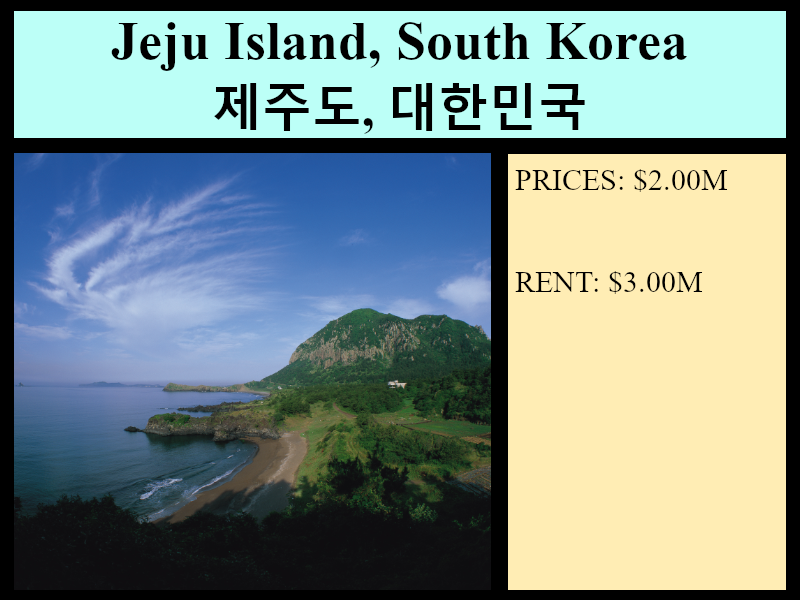 Jeju Island, South Korea
제주도, 대한민국
PRICES: $2.00M
RENT: $3.00M